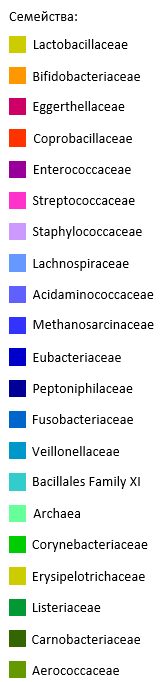 Семейства:
Lactobacillaceae
Bifidobacteriaceae
Eggerthellaceae
Coprobacillaceae
Enterococcaceae
Streptococcaceae
Staphylococcaceae
Lachnospiraceae
Acidaminococcaceae
Methanosarcinaceae
Eubacteriaceae
Peptoniphilaceae
Fusobacteriaceae
Veillonellaceae
Bacillales Family XI
Archaea
Corynebacteriaceae
Erysipelotrichaceae
Listeriaceae
Carnobacteriaceae
Aerococcaceae